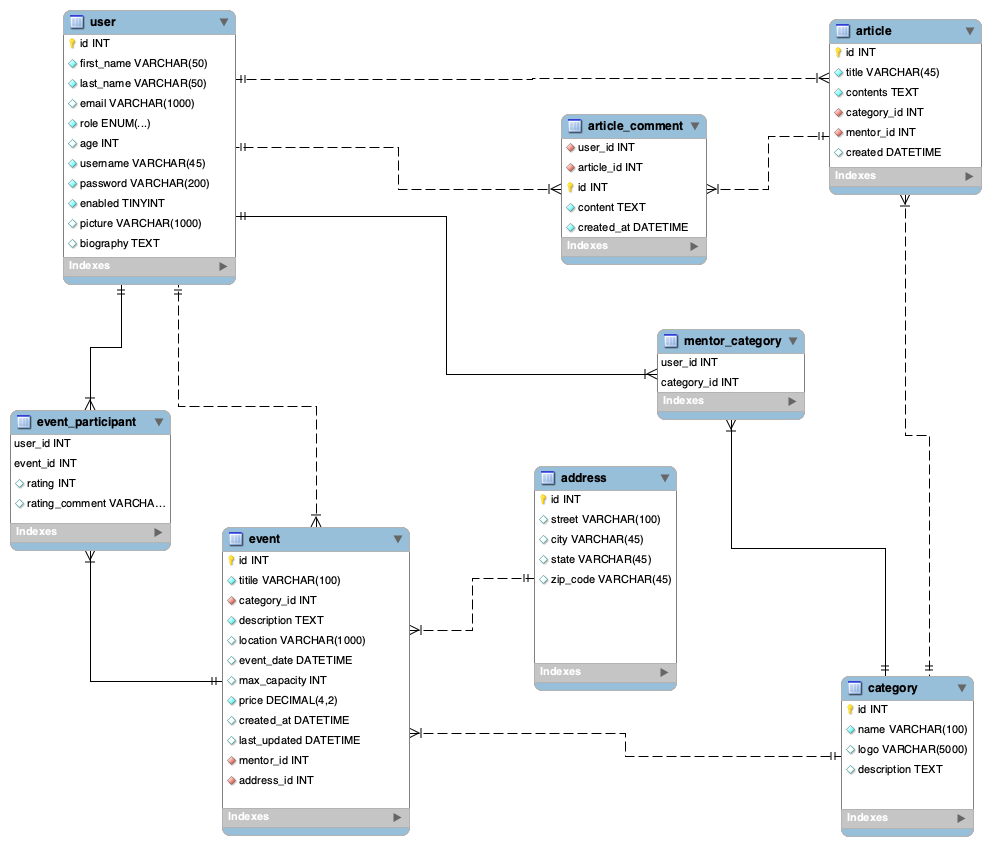 user
id INT
first_name VARCHAR(50)
last_name VARCHAR(50)
email VARCHAR(1000)
role ENUM(...)
age INT
username VARCHAR(45)
password VARCHAR(200)
enabled TINYINT
picture VARCHAR(1000)
biography TEXT
Indexes
article
id INT
title VARCHAR(45)
contents TEXT
category_id INT
mentor_id INT
created DATETIME
Indexes
article_comment
user_id INT
article_id INT
id INT
content TEXT
created_at DATETIME
Indexes
mentor_category
user_id INT
category_id INT
Indexes
event_participant
user_id INT
event_id INT
rating INT
rating_comment VARCHA...
Indexes
address
id INT
street VARCHAR(100)
city VARCHAR(45)
state VARCHAR(45)
zip_code VARCHAR(45)
Indexes
event
id INT
titile VARCHAR(100)
category_id INT
description TEXT
location VARCHAR(1000)
event_date DATETIME
max_capacity INT
price DECIMAL(4,2)
created_at DATETIME
last_updated DATETIME
mentor_id INT
address_id INT
Indexes
category
id INT
name VARCHAR(100)
logo VARCHAR(5000)
description TEXT
Indexes